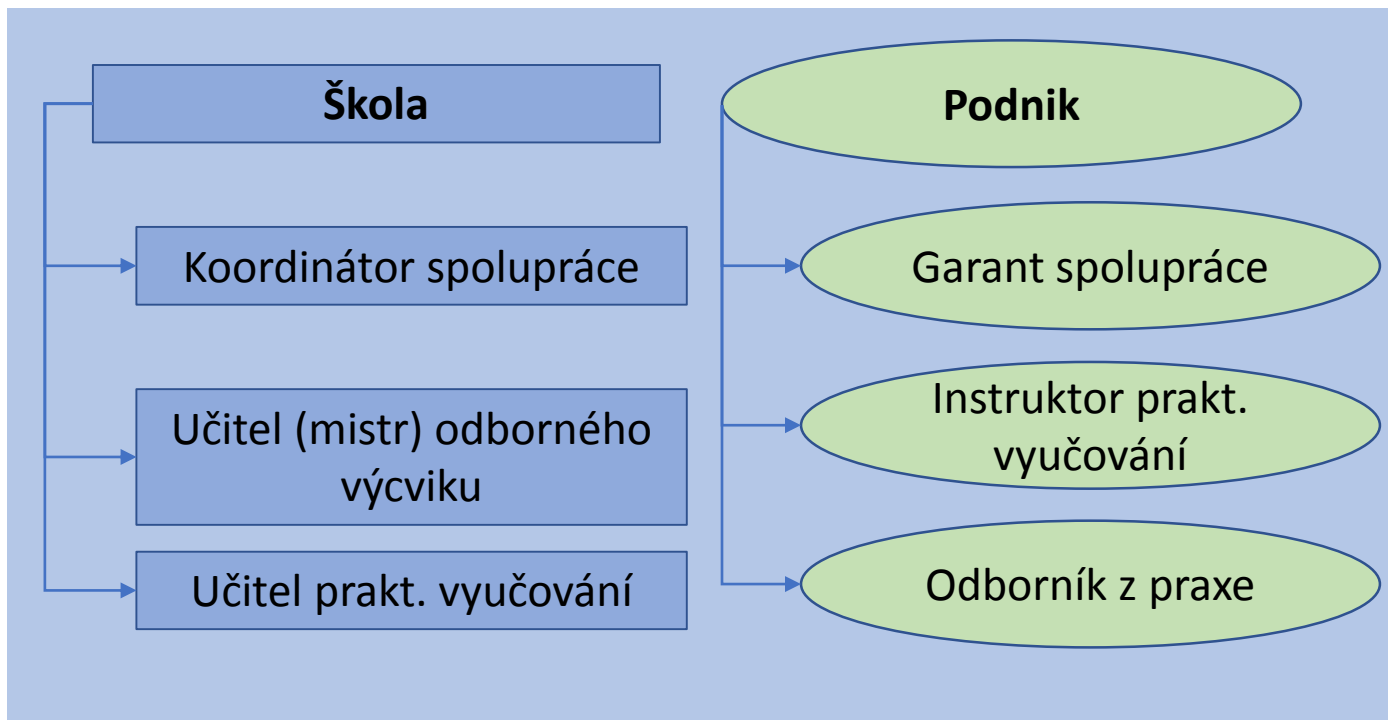 Škola
Koordinátor spolupráce
Učitel (mistr) odborného
výcviku
Učitel prakt. vyučování
Podnik
Garant spolupráce
Instruktor prakt.
vyučování
Odborník z praxe